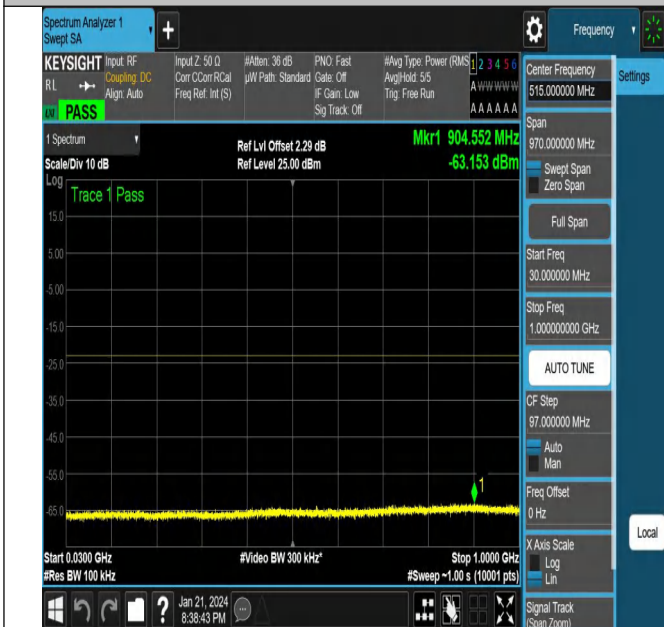 Spectrum Analyzer 1
Swept SA
Frequency
KEYSIGHT
RL
Input: RF
Coupling: DC
Align: Auto
Input Z: 50 Ω
Corr CCorr RCal
Freq Ref: Int (S)
#Atten: 36 dB
µW Path: Standard
PNO: Fast
Gate: Off
IF Gain: Low
Sig Track: Off
#Avg Type: Power (RMS
Avg|Hold: 5/5
Trig: Free Run
1 2 3 4 5 6
A W W W W W
A A A A A A
PASS
1 Spectrum
Scale/Div 10 dB
Ref Lvl Offset 2.29 dB
Ref Level 25.00 dBm
Mkr1 904.552 MHz
-63.153 dBm
Log
Trace 1 Pass
15.0
5.00
-5.00
-15.0
-25.0
-35.0
-45.0
-55.0
-65.0
1
Start 0.0300 GHz
#Res BW 100 kHz
#Video BW 300 kHz*
Stop 1.0000 GHz
#Sweep ~1.00 s (10001 pts)
Jan 21, 2024
8:38:43 PM
Center Frequency
515.000000 MHz
Settings
Span
970.000000 MHz
Swept Span
Zero Span
Full Span
Start Freq
30.000000 MHz
Stop Freq
1.000000000 GHz
AUTO TUNE
CF Step
97.000000 MHz
Auto
Man
Freq Offset
0 Hz
Local
X Axis Scale
Log
Lin
Signal Track
(Span Zoom)